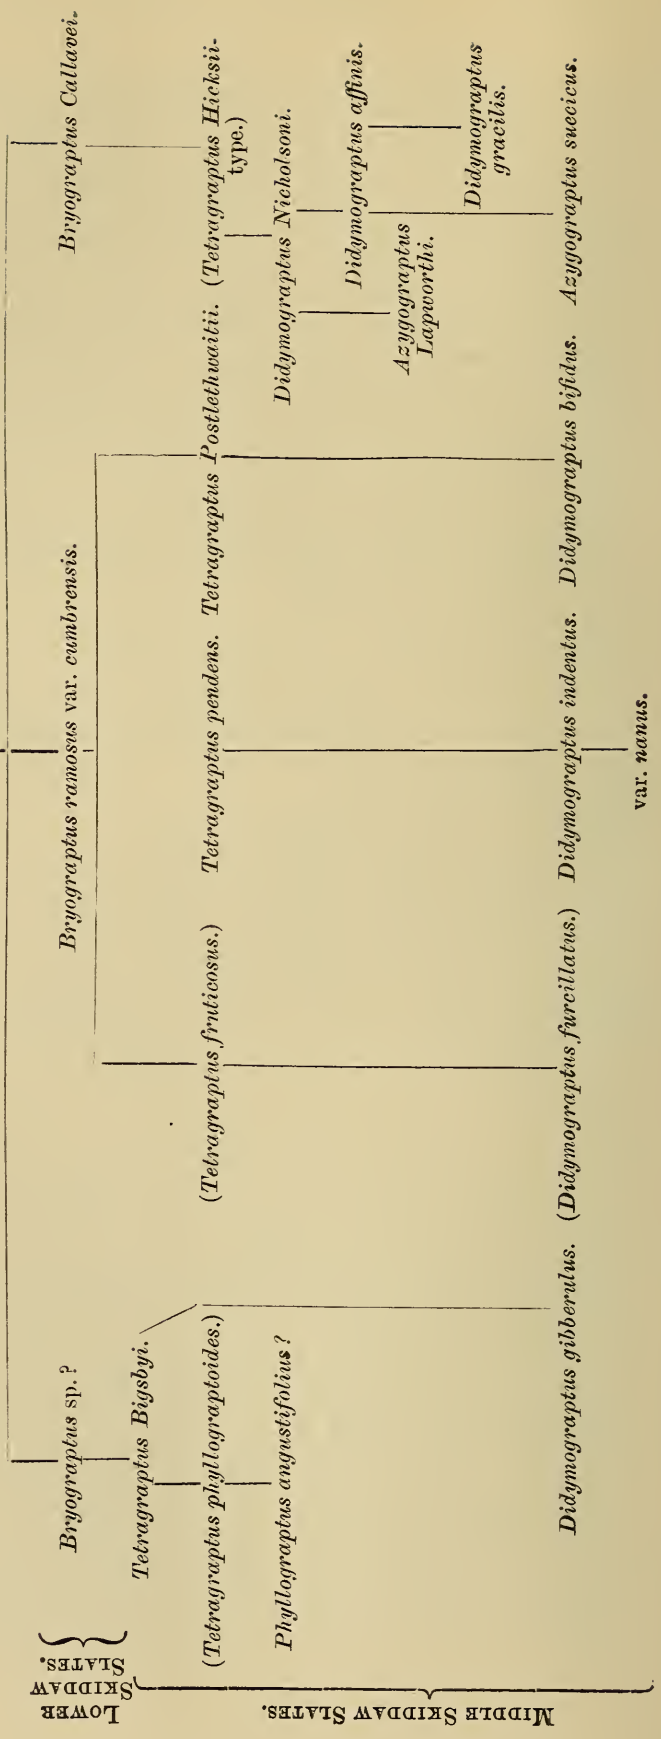 LOWER
SKIDDAW
SLATES.
Bryograptus sp.?
Bryograptus ramosus var. cumbrensis.
Bryograptus Callavei.
MIDDLE SKIDDAW SLATES.
Tetragraptus Bigsbyi.
(Tetragraptus phyllograptoides.)
(Tetragraptus fruticosus.)
Tetragraptus pendens.
Tetragraptus Postlethwaitii.
(Tetragraptus Hicksii-
type.)
Phyllograptus angustifolius?
Didymograptus Nicholsoni.
Didymograptus affinis.
Azygograptus
Lapworthi.
Didymograptus
gracilis.
Didymograptus gibberulus.
(Didymograptus furcillatus.)
Didymograptus indentus.
Didymograptus bifidus.
Azygograptus suecicus.
var. nanus.